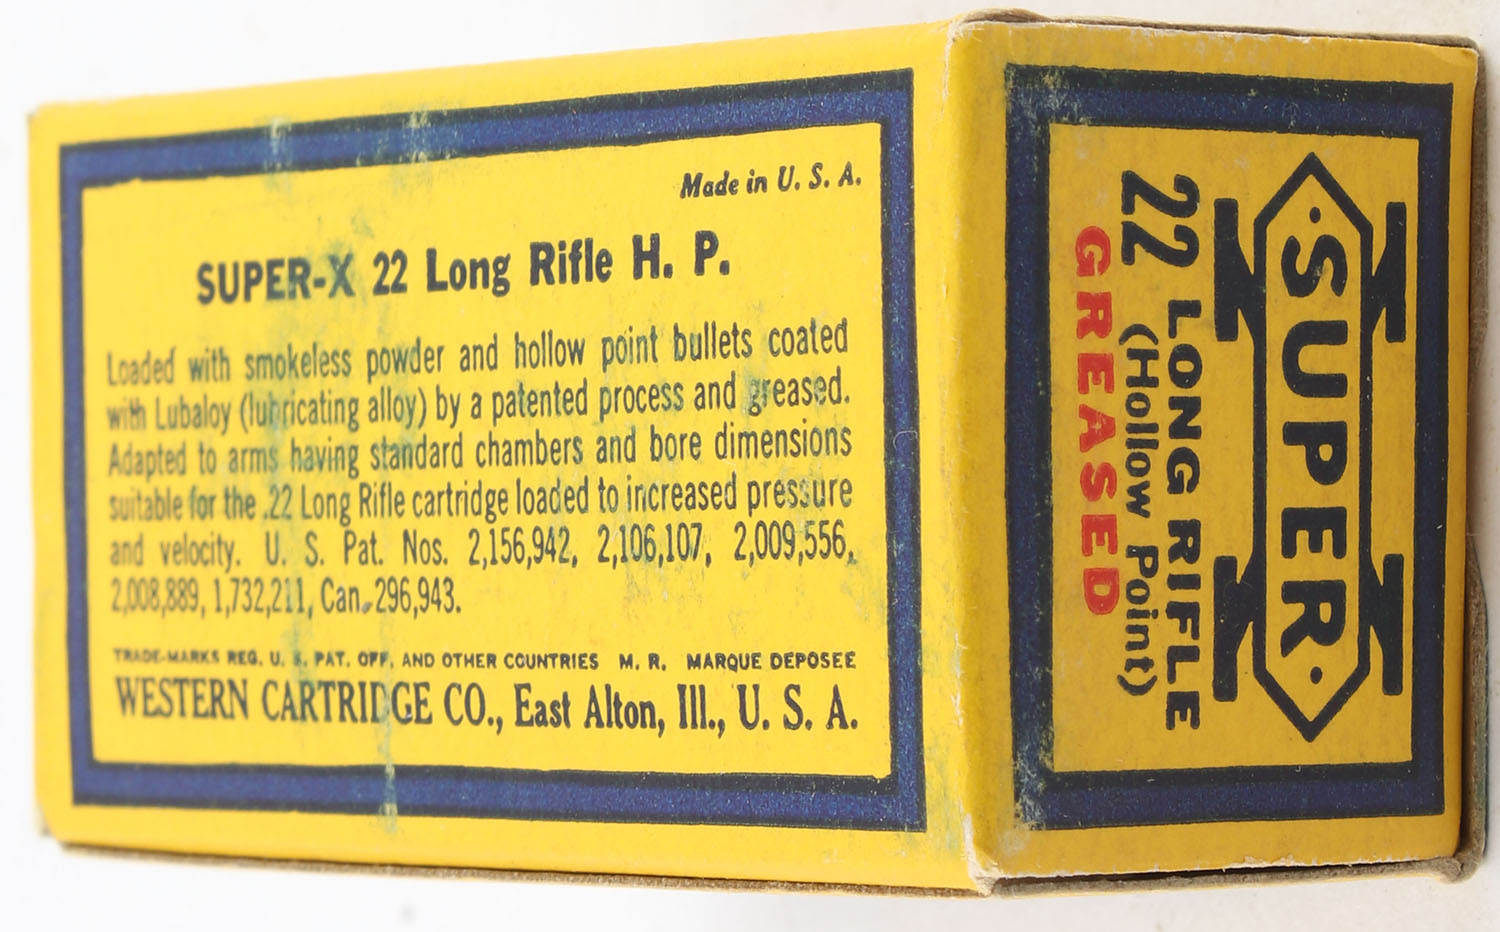 Made in U. S. A.
SUPER-X 22 Long Rifle H. P.
Loaded with smokeless powder and hollow point bullets coated
with Lubaloy (lubricating alloy) by a patented process and greased.
Adapted to arms having standard chambers and bore dimensions
suitable for the .22 Long Rifle cartridge loaded to increased pressure
and velocity. U. S. Pat. Nos. 2,156,942, 2,106,107, 2,009,556,
2,008,889, 1,732,211, Can. 296,943.
TRADE-MARKS REG. U. S. PAT. OFF. AND OTHER COUNTRIES M. R. MARQUE DEPOSEE
WESTERN CARTRIDGE CO., East Alton, Ill., U. S. A.
·SUPER·
X
22 LONG RIFLE
(Hollow Point)
GREASED